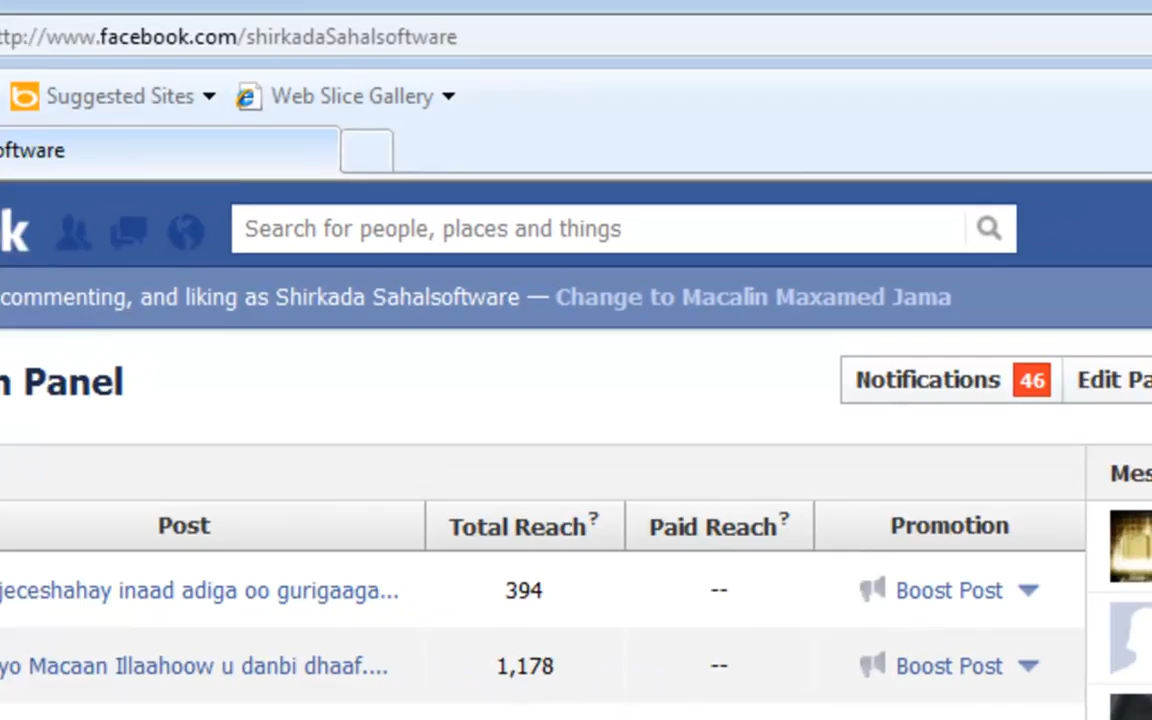 ttp://www.facebook.com/shirkadaSahalsoftware
Suggested Sites Web Slice Gallery
oftware
k Search for people, places and things
commenting, and liking as Shirkada Sahalsoftware — Change to Macalin Maxamed Jama
n Panel Notifications 46 Edit Pa
Mes
Post Total Reach? Paid Reach? Promotion
jeceshahay inaad adiga oo gurigaaga... 394 -- Boost Post
yo Macaan Illaahoow u danbi dhaaf.... 1,178 -- Boost Post